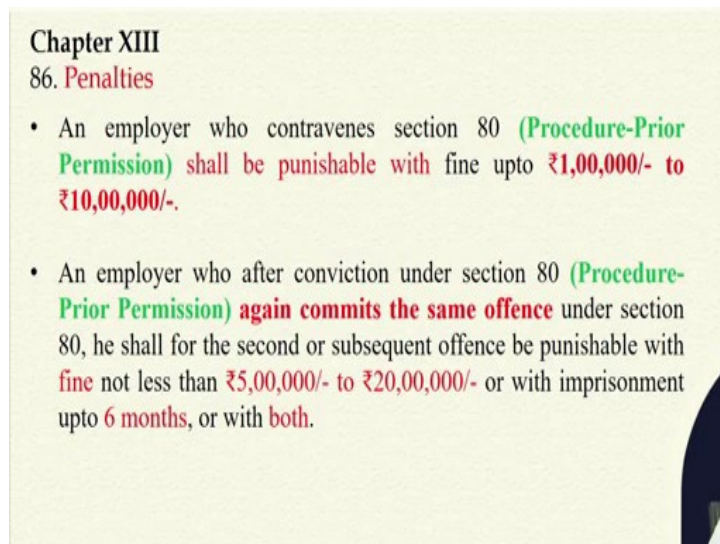 Chapter XIII
86. Penalties
• An employer who contravenes section 80 (Procedure-Prior
Permission) shall be punishable with fine upto ₹1,00,000/- to
₹10,00,000/-.
• An employer who after conviction under section 80 (Procedure-
Prior Permission) again commits the same offence under section
80, he shall for the second or subsequent offence be punishable with
fine not less than ₹5,00,000/- to ₹20,00,000/- or with imprisonment
upto 6 months, or with both.